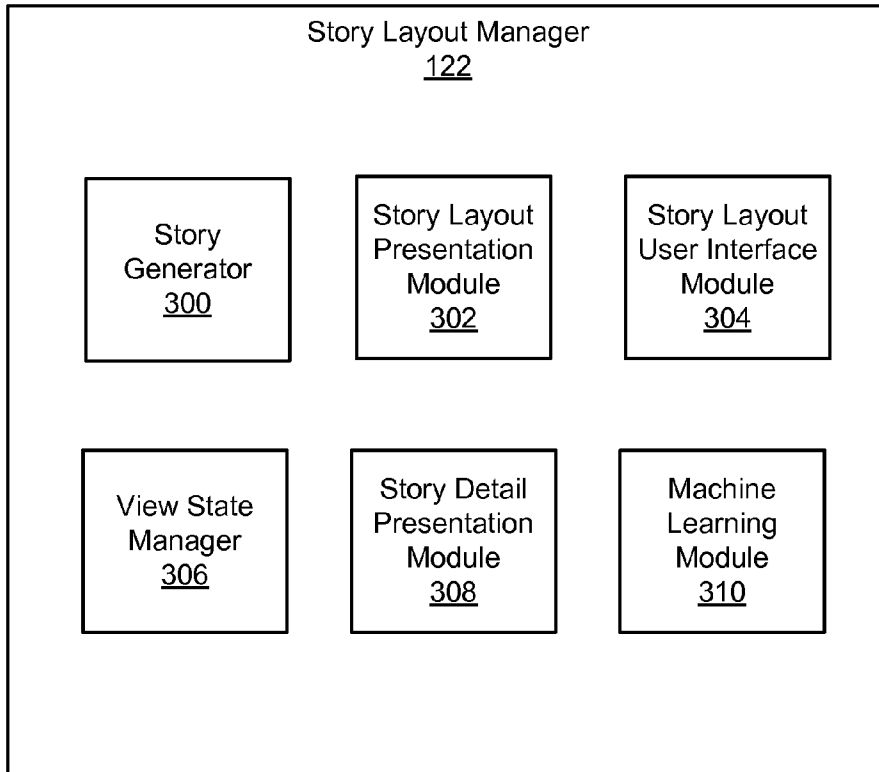 Story Layout Manager
122
Story
Generator
300
Story Layout
Presentation
Module
302
Story Layout
User Interface
Module
304
View State
Manager
306
Story Detail
Presentation
Module
308
Machine
Learning
Module
310